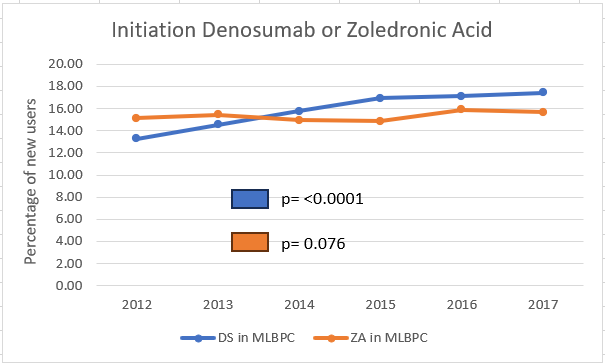 Initiation Denosumab or Zoledronic Acid
Percentage of new users
20.00
18.00
16.00
14.00
12.00
10.00
8.00
6.00
4.00
2.00
0.00
p= <0.0001
p= 0.076
2012 2013 2014 2015 2016 2017
DS in MLBPC ZA in MLBPC